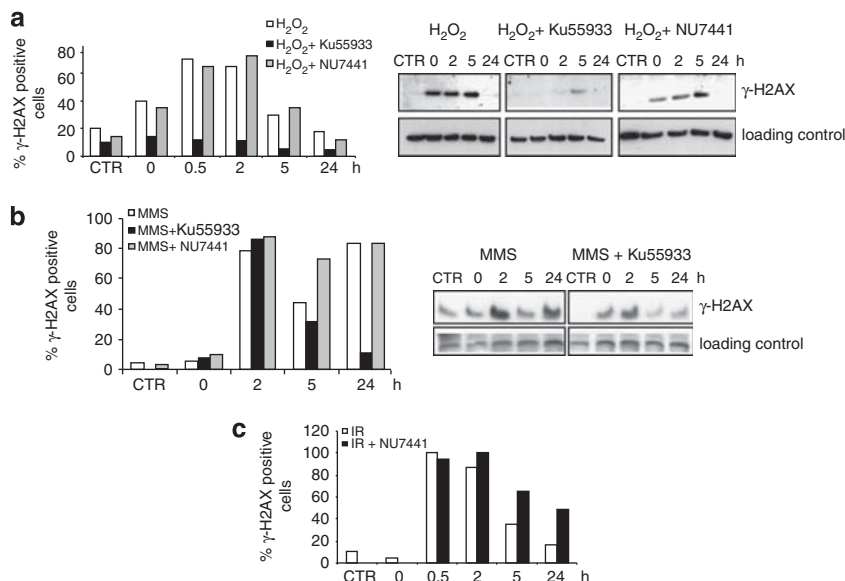 a
H2O2
H2O2+ Ku55933
H2O2+ NU7441
% γ-H2AX positive
cells
80
60
40
20
0
CTR 0 0.5 2 5 24 h
H2O2 H2O2+ Ku55933 H2O2+ NU7441
CTR 0 2 5 24 CTR 0 2 5 24 CTR 0 2 5 24 h
γ-H2AX
loading control
b
MMS
MMS+Ku55933
MMS+ NU7441
% γ-H2AX positive
cells
100
80
60
40
20
0
CTR 0 2 5 24 h
MMS MMS + Ku55933
CTR 0 2 5 24 CTR 0 2 5 24 h
γ-H2AX
loading control
c
IR
IR + NU7441
% γ-H2AX positive
cells
120
100
80
60
40
20
0
CTR 0 0.5 2 5 24 h